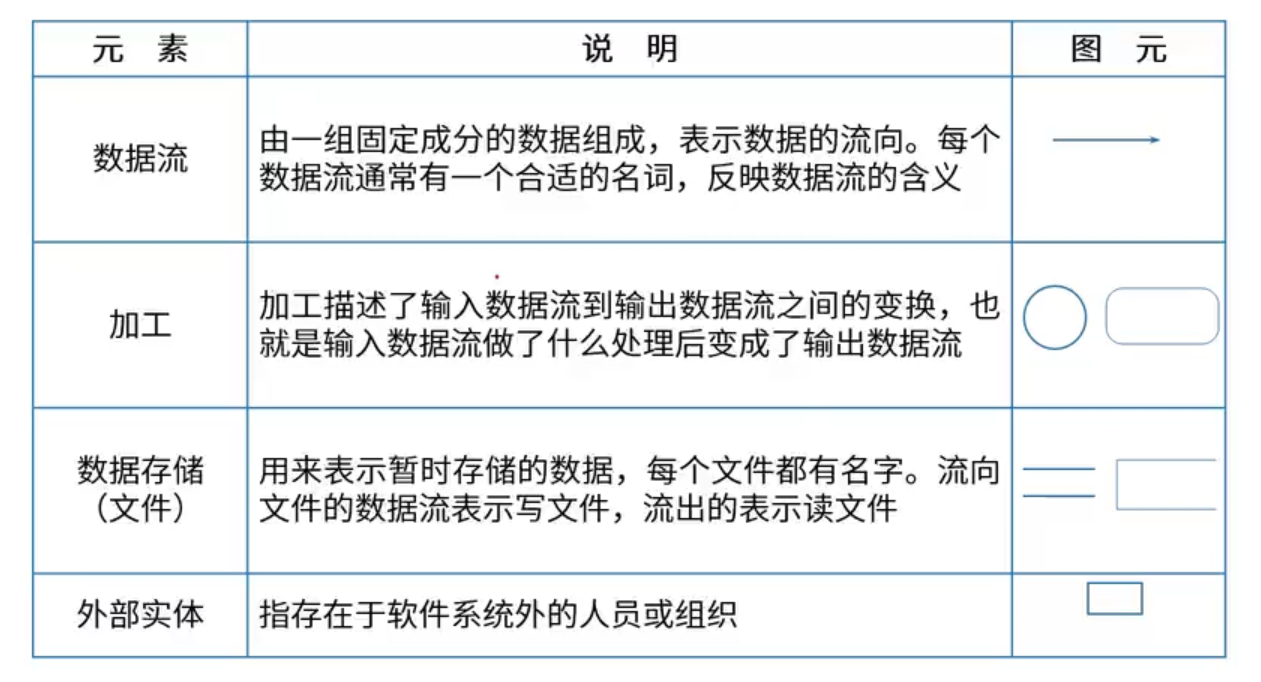 元 素 说 明 图 元
数据流
由一组固定成分的数据组成，表示数据的流向。每个
数据流通常有一个合适的名词，反映数据流的含义
加工
加工描述了输入数据流到输出数据流之间的变换，也
就是输入数据流做了什么处理后变成了输出数据流
数据存储
（文件）
用来表示暂时存储的数据，每个文件都有名字。流向
文件的数据流表示写文件，流出的表示读文件
外部实体
指存在于软件系统外的人员或组织